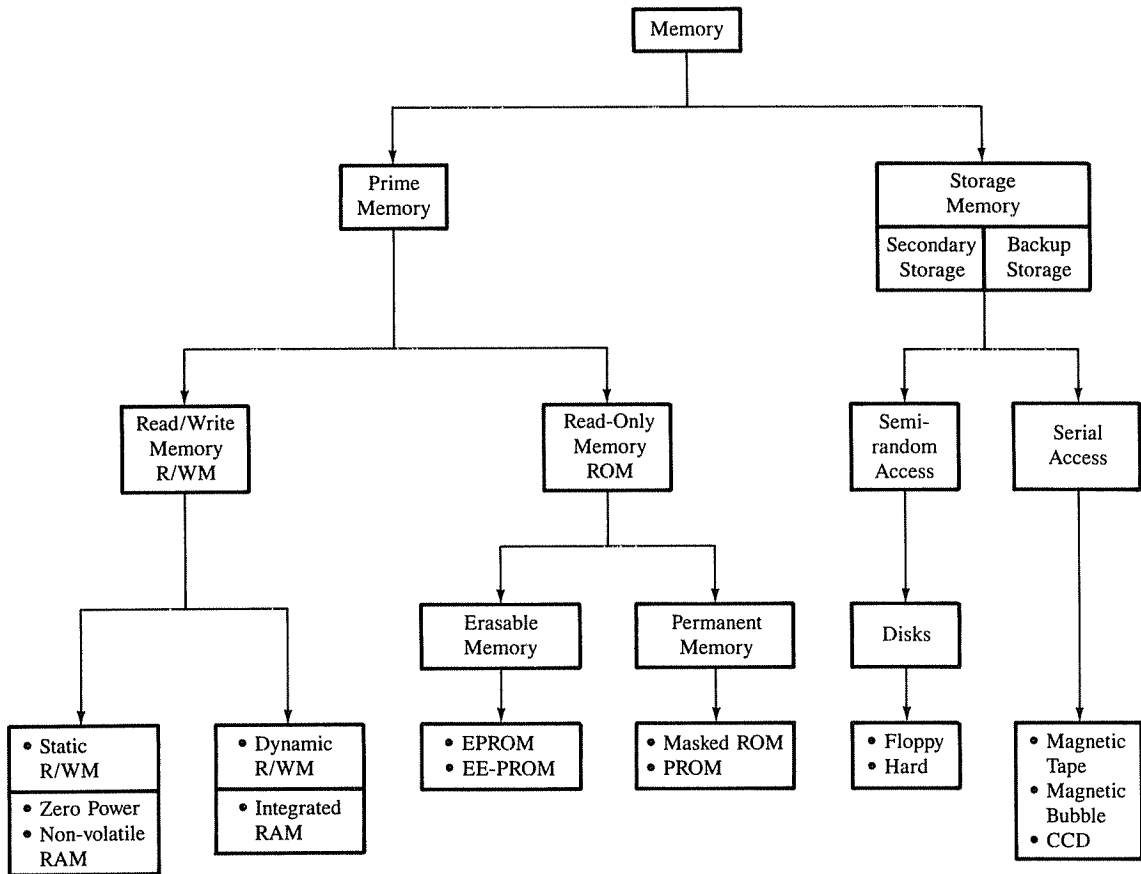 Memory
Prime
Memory
Storage
Memory
Secondary
Storage
Backup
Storage
Read/Write
Memory
R/WM
Read-Only
Memory
ROM
Semi-
random
Access
Serial
Access
Erasable
Memory
Permanent
Memory
Disks
• Static
R/WM
• Zero Power
• Non-volatile
RAM
• Dynamic
R/WM
• Integrated
RAM
• EPROM
• EE-PROM
• Masked ROM
• PROM
• Floppy
• Hard
• Magnetic
Tape
• Magnetic
Bubble
• CCD